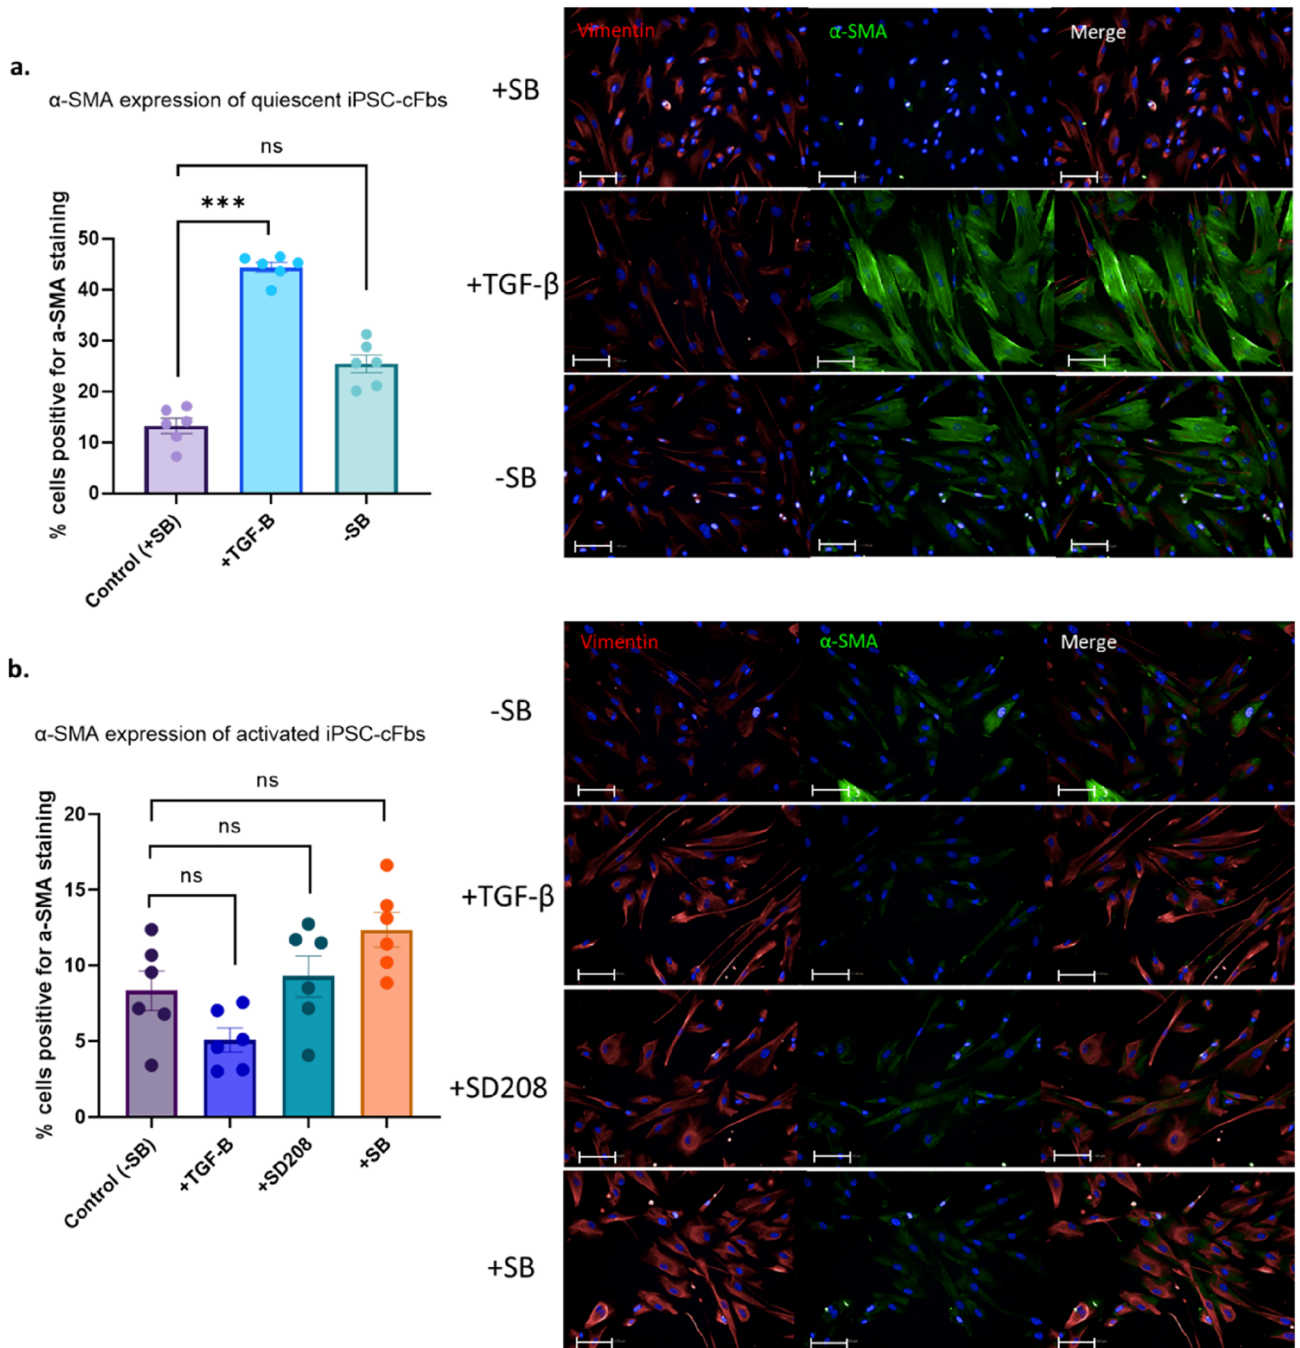 a.
α-SMA expression of quiescent iPSC-cFbs
ns
***
% cells positive for a-SMA staining
50
40
30
20
10
0
Control (+SB)
+TGF-B
-SB
Vimentin
α-SMA
Merge
+SB
+TGF-β
-SB
b.
α-SMA expression of activated iPSC-cFbs
ns
ns
ns
% cells positive for a-SMA staining
20
15
10
5
0
Control (-SB)
+TGF-B
+SD208
+SB
Vimentin
α-SMA
Merge
-SB
+TGF-β
+SD208
+SB